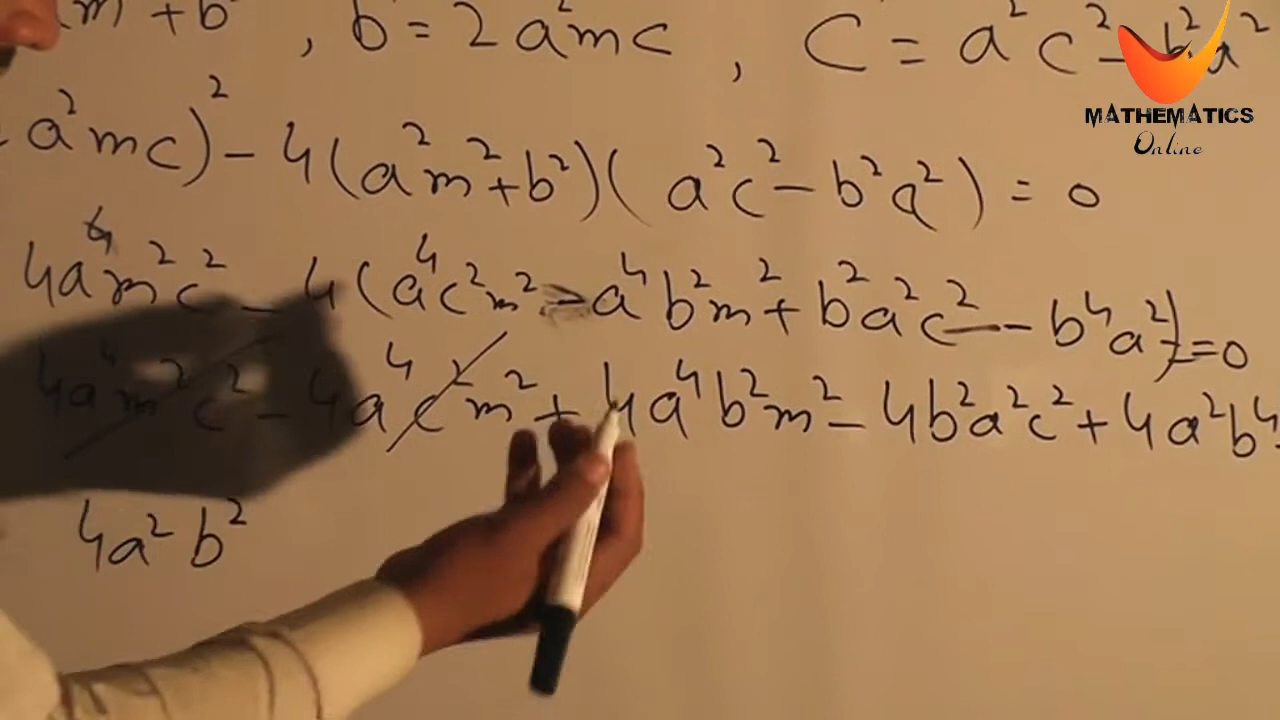 m + b² , b = 2a²mc , C = a²c² - b²a²
MATHEMATICS
Online
a²mc)² - 4(a²m² + b²)(a²c² - b²a²) = 0
4a⁴m²c² - 4(a⁴c²m² - a⁴b²m² + b²a²c² - b⁴a²) = 0
4a⁴m²c² - 4a⁴c²m² + 4a⁴b²m² - 4b²a²c² + 4a²b⁴
4a²b²